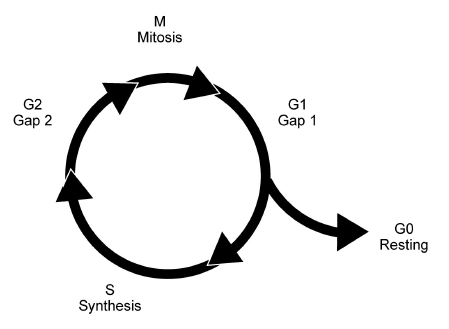 M
Mitosis
G2
Gap 2
G1
Gap 1
G0
Resting
S
Synthesis